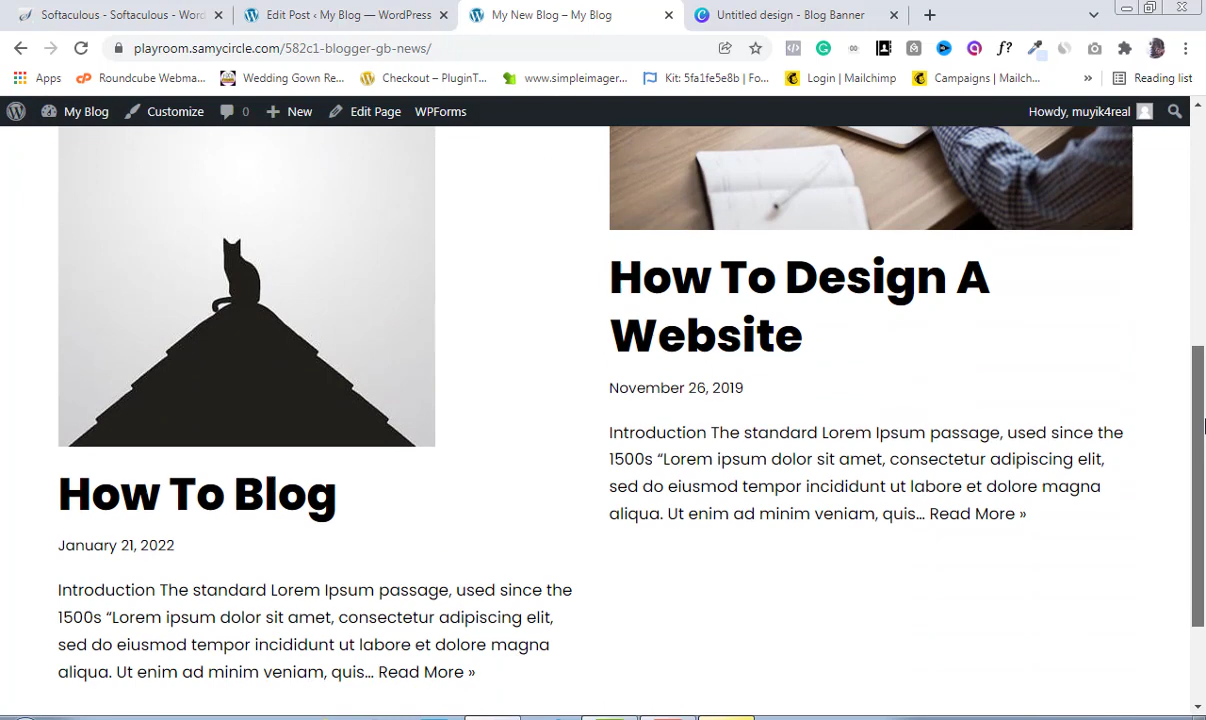 Softaculous - Softaculous - Word
Edit Post ‹ My Blog — WordPress
My New Blog – My Blog
Untitled design - Blog Banner
playroom.samycircle.com/582c1-blogger-gb-news/
Apps
Roundcube Webma...
Wedding Gown Re...
Checkout – PluginT...
www.simpleimager...
Kit: 5fa1fe5e8b | Fo...
Login | Mailchimp
Campaigns | Mailch...
»
Reading list
My Blog
Customize
0
New
Edit Page
WPForms
Howdy, muyik4real
How To Design A
Website
November 26, 2019
Introduction The standard Lorem Ipsum passage, used since the
1500s “Lorem ipsum dolor sit amet, consectetur adipiscing elit,
sed do eiusmod tempor incididunt ut labore et dolore magna
aliqua. Ut enim ad minim veniam, quis... Read More »
How To Blog
January 21, 2022
Introduction The standard Lorem Ipsum passage, used since the
1500s “Lorem ipsum dolor sit amet, consectetur adipiscing elit,
sed do eiusmod tempor incididunt ut labore et dolore magna
aliqua. Ut enim ad minim veniam, quis... Read More »